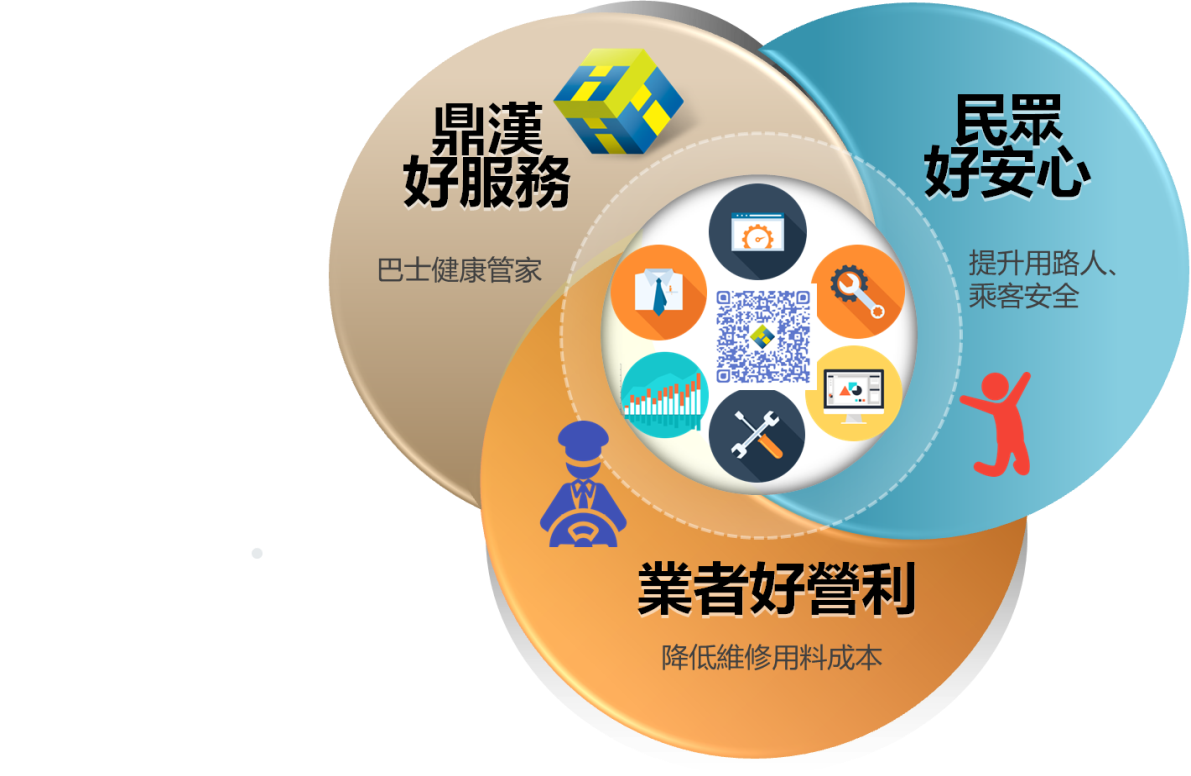 鼎漢
好服務
巴士健康管家
民眾
好安心
提升用路人、
乘客安全
業者好營利
降低維修用料成本